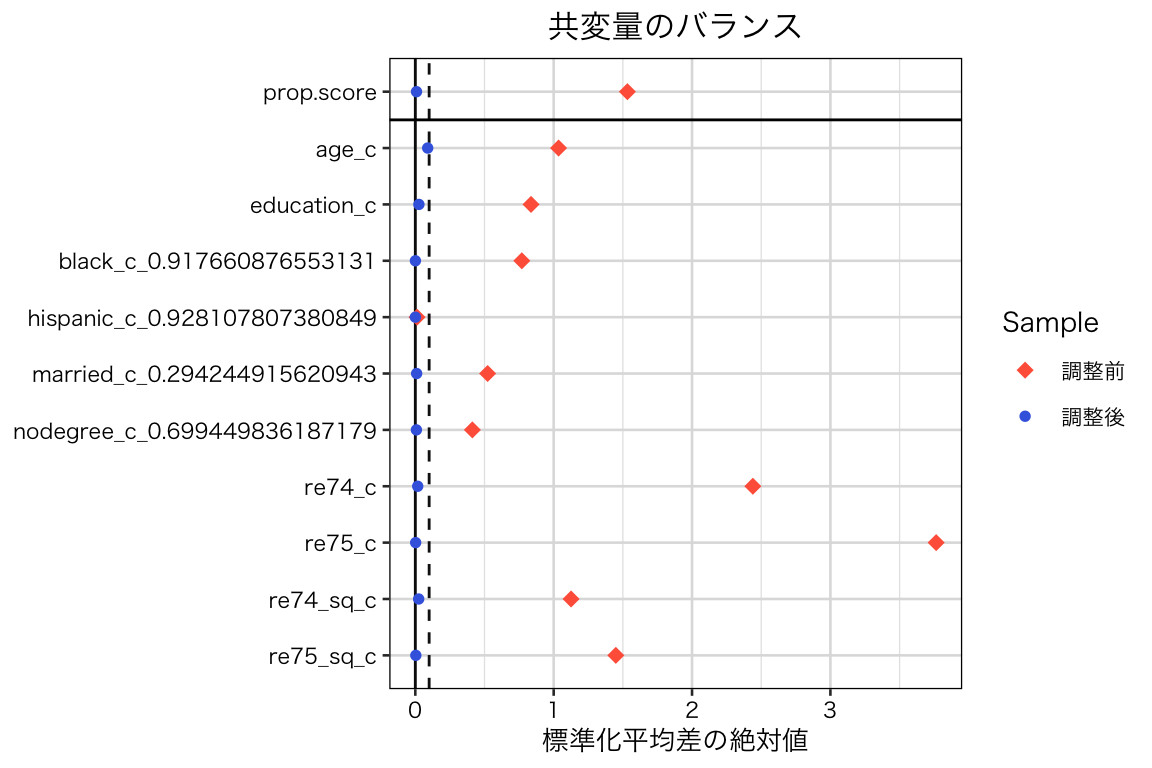 共変量のバランス
prop.score
age_c
education_c
black_c_0.917660876553131
hispanic_c_0.928107807380849
married_c_0.294244915620943
nodegree_c_0.699449836187179
re74_c
re75_c
re74_sq_c
re75_sq_c
0 1 2 3
標準化平均差の絶対値
Sample
調整前
調整後